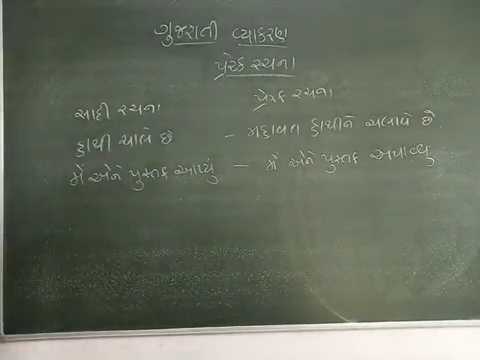 ગુજરાતી વ્યાકરણ
પ્રેરક રચના
સાદી રચના પ્રેરક રચના
હાથી ચાલે છે - મહાવત હાથીને ચલાવે છે.
મેં એને પુસ્તક આપ્યું - મેં એને પુસ્તક અપાવ્યુ